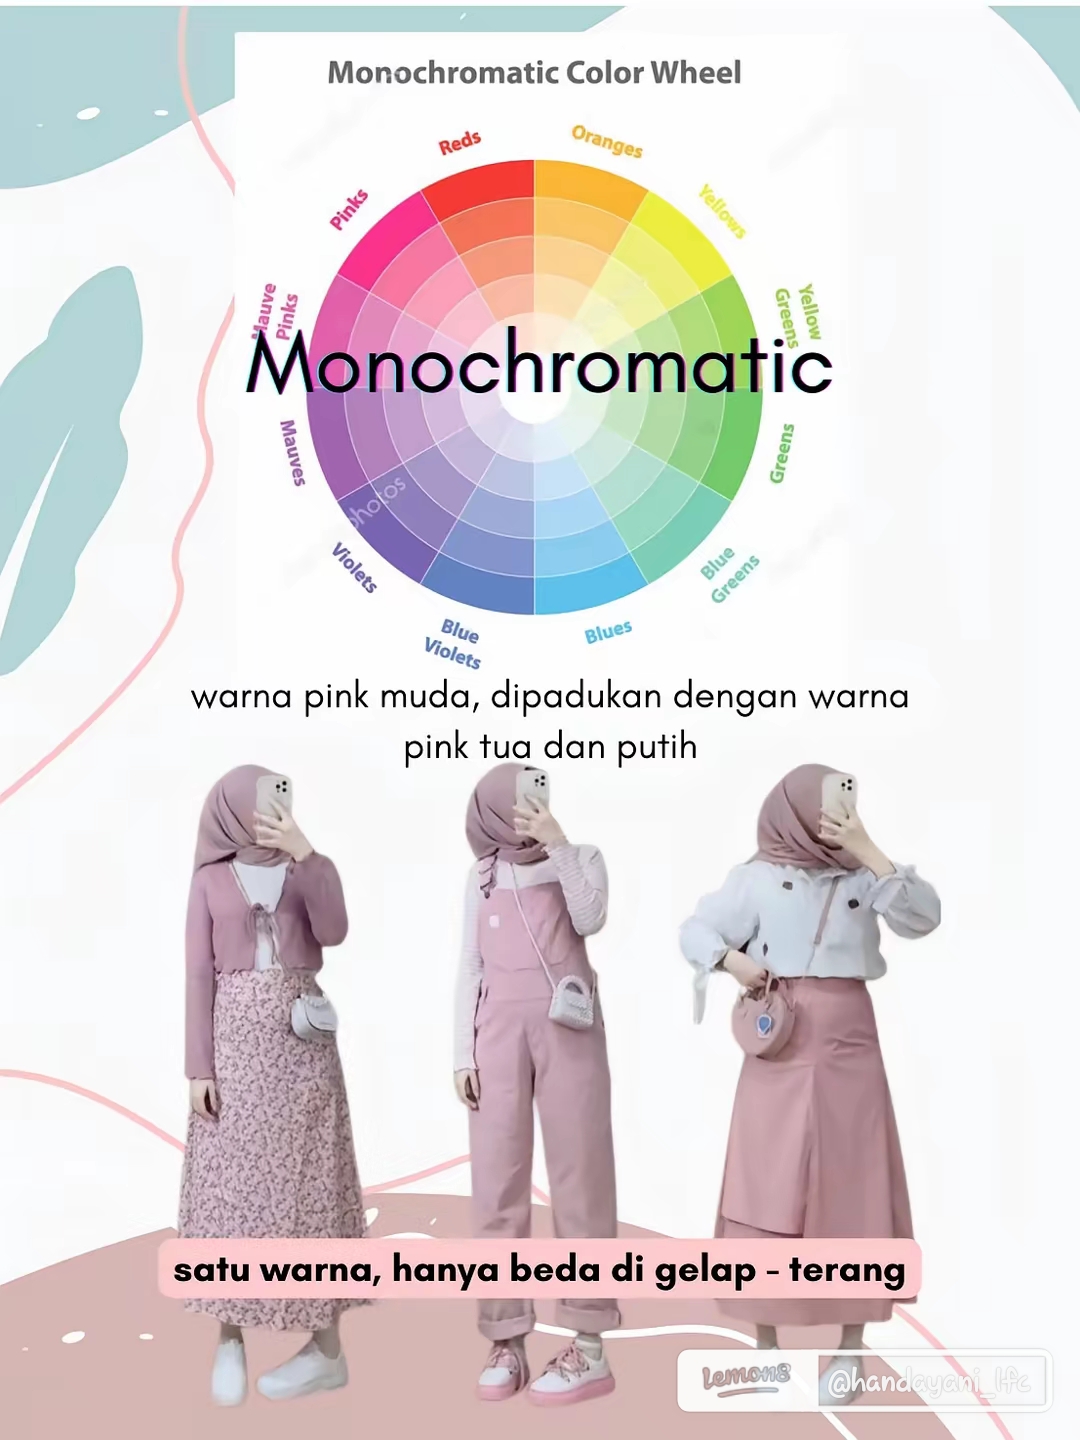 Monochromatic Color Wheel
Reds
Oranges
Pinks
Yellows
Mauve
Pinks
Yellow
Greens
Monochromatic
Mauves
Greens
photos
Violets
Blue
Greens
Blue
Violets
Blues
warna pink muda, dipadukan dengan warna
pink tua dan putih
satu warna, hanya beda di gelap - terang
Lemon8
@handayani_lfc